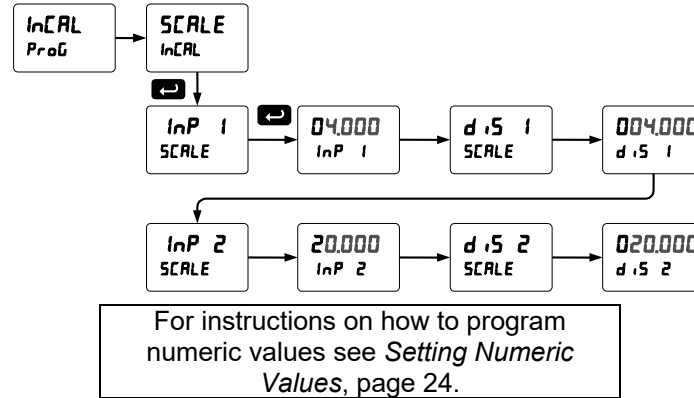 InCAL
ProG
SCALE
InCAL
InP 1
SCALE
04.000
InP 1
diS 1
SCALE
004.000
diS 1
InP 2
SCALE
20.000
InP 2
diS 2
SCALE
020.000
diS 2
For instructions on how to program
numeric values see Setting Numeric
Values, page 24.